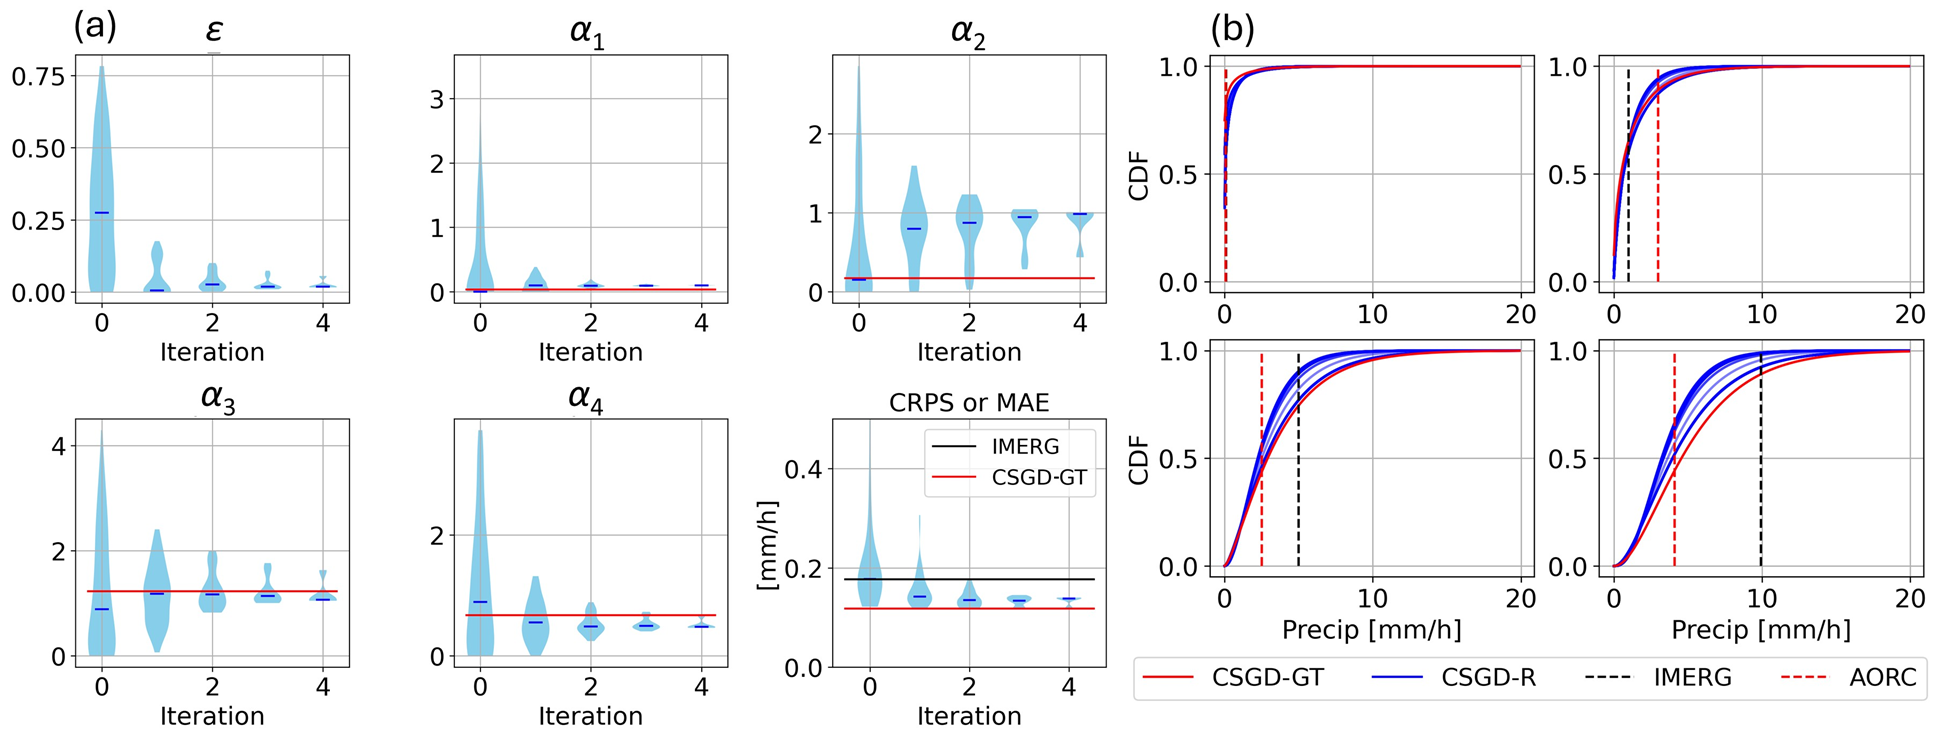 (a)
ε
α1
α2
0.75
0.50
0.25
0.00
0 2 4
Iteration
3
2
1
0
0 2 4
Iteration
2
1
0
0 2 4
Iteration
α3
α4
CRPS or MAE
4
2
0
0 2 4
Iteration
2
0
0 2 4
Iteration
[mm/h]
0.4
0.2
0.0
IMERG
CSGD-GT
0 2 4
Iteration
(b)
CDF
1.0
0.5
0.0
0 10 20
1.0
0.5
0.0
0 10 20
CDF
1.0
0.5
0.0
0 10 20
Precip [mm/h]
1.0
0.5
0.0
0 10 20
Precip [mm/h]
CSGD-GT CSGD-R IMERG AORC